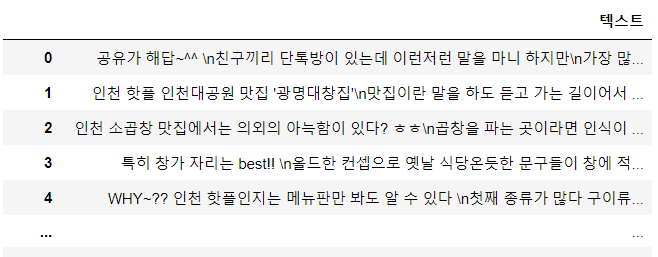 텍스트
0 공유가 해답~^^ \n친구끼리 단톡방이 있는데 이런저런 말을 마니 하지만\n가장 많...
1 인천 핫플 인천대공원 맛집 '광명대창집'\n맛집이란 말을 하도 듣고 가는 길이어서 ...
2 인천 소곱창 맛집에서는 의외의 아늑함이 있다? ㅎㅎ\n곱창을 파는 곳이라면 인식이 ...
3 특히 창가 자리는 best!! \n올드한 컨셉으로 옛날 식당온듯한 문구들이 창에 적...
4 WHY~?? 인천 핫플인지는 메뉴판만 봐도 알 수 있다 \n첫째 종류가 많다 구이류...
... ...